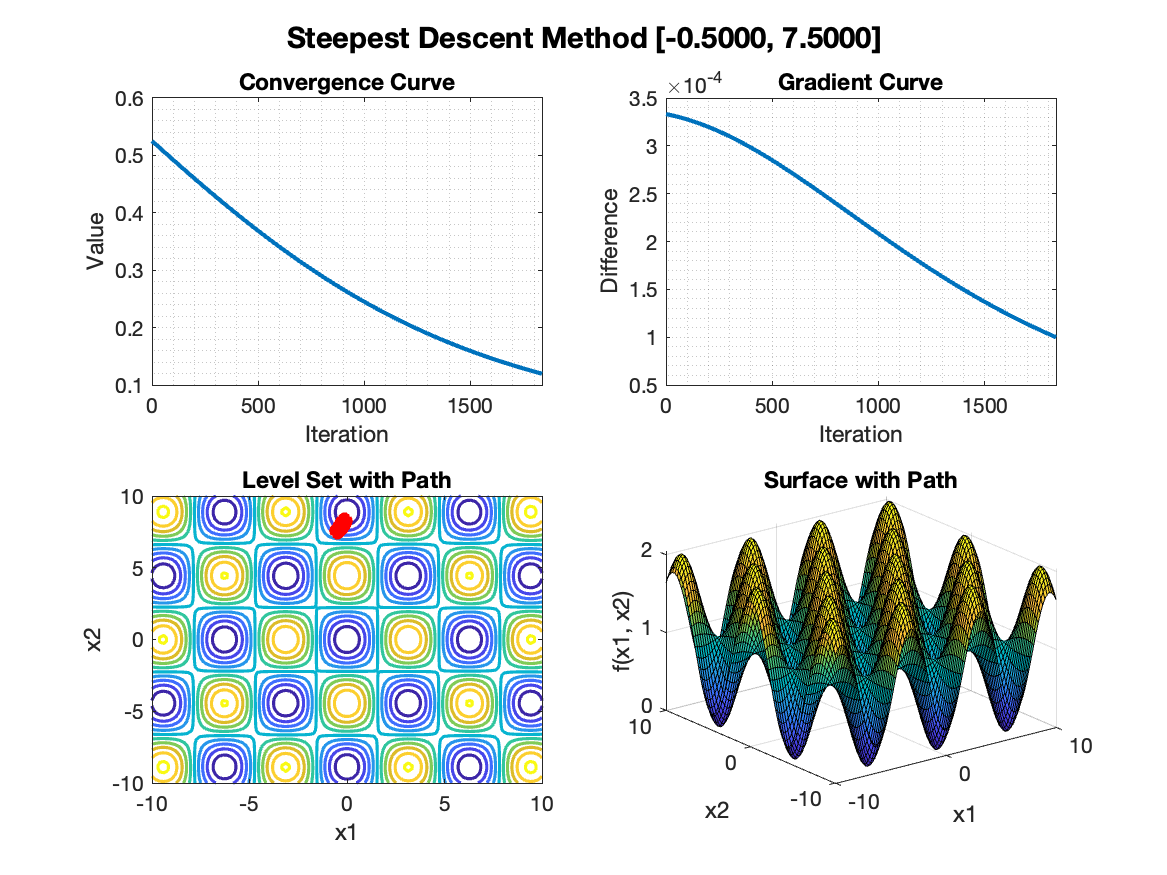 Steepest Descent Method [-0.5000, 7.5000]
Convergence Curve
0.6
0.5
0.4
0.3
0.2
0.1
Value
0 500 1000 1500
Iteration
×10⁻⁴
Gradient Curve
3.5
3
2.5
2
1.5
1
0.5
Difference
0 500 1000 1500
Iteration
Level Set with Path
10
5
0
-5
-10
x2
-10 -5 0 5 10
x1
Surface with Path
2
1
0
f(x1, x2)
10
0
-10
x2
-10
0
10
x1